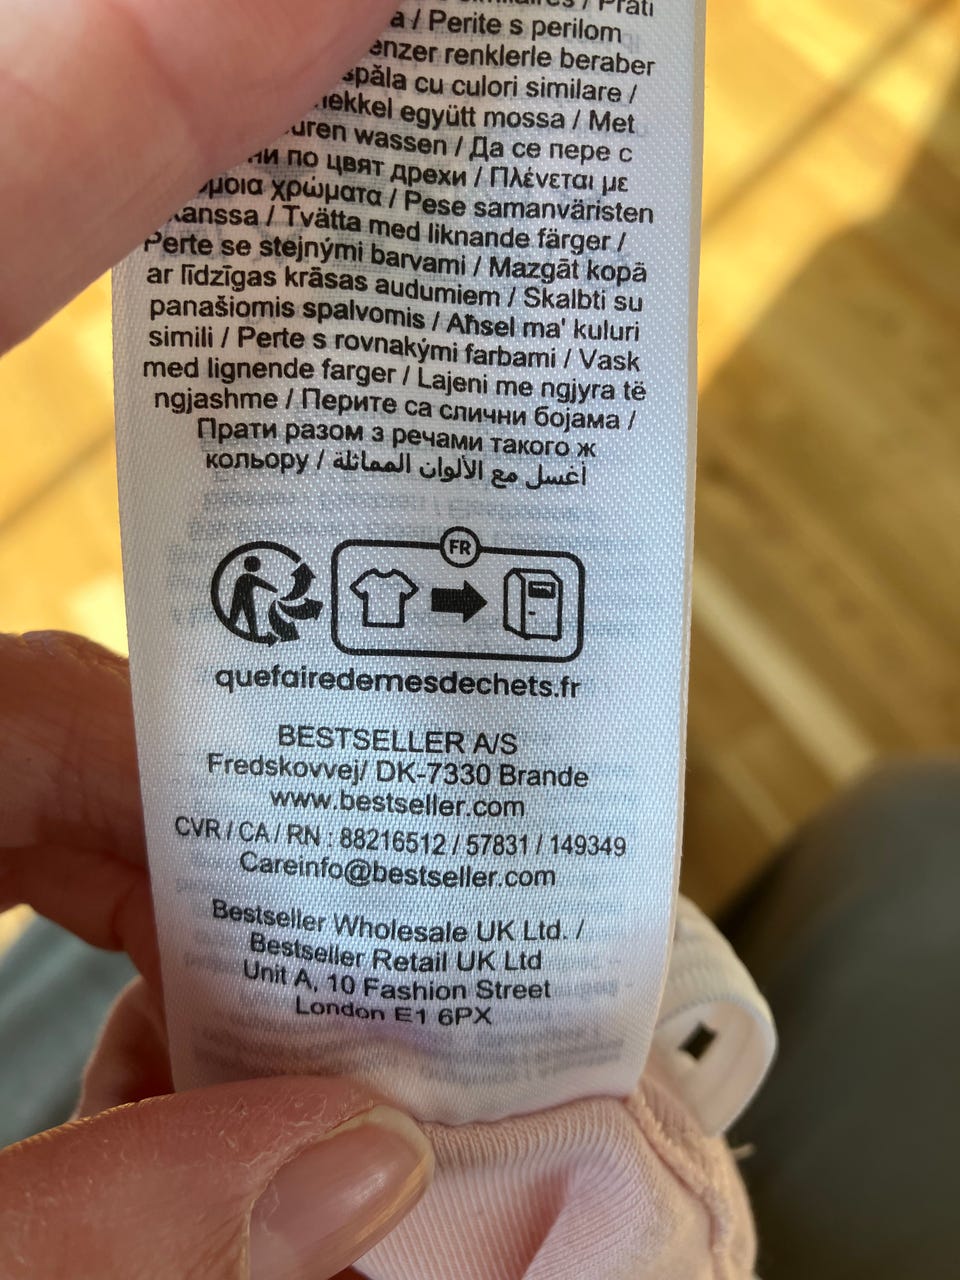 similaires / Prati
a / Perite s perilom
enzer renklerle beraber
spăla cu culori similare /
együtt mossa / Met
wassen / Да се пере с
по цвят дрехи / Πλένεται με
χρώματα / Pese samanväristen
kanssa / Tvätta med liknande färger /
Perte se stejnými barvami / Mazgāt kopā
ar līdzīgas krāsas audumiem / Skalbti su
panašiomis spalvomis / Aħsel ma' kuluri
simili / Perte s rovnakými farbami / Vask
med lignende farger / Lajeni me ngjyra të
ngjashme / Перите са слични бојама /
Прати разом з речами такого ж
кольору / أغسل مع الألوان المماثلة
FR
quefairedemesdechets.fr
BESTSELLER A/S
Fredskovvej/ DK-7330 Brande
www.bestseller.com
CVR / CA / RN : 88216512 / 57831 / 149349
Careinfo@bestseller.com
Bestseller Wholesale UK Ltd. /
Bestseller Retail UK Ltd
Unit A, 10 Fashion Street
London E1 6PX